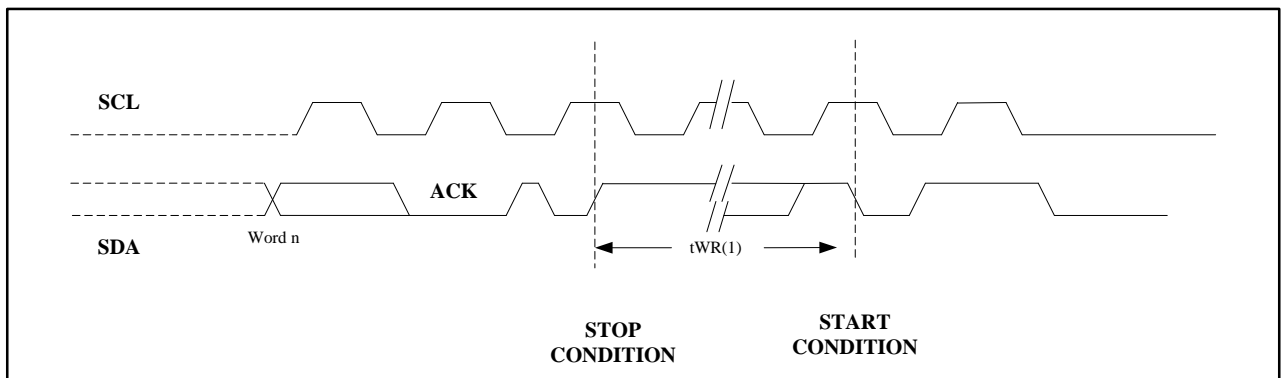 SCL
ACK
SDA
Word n
tWR(1)
STOP
CONDITION
START
CONDITION